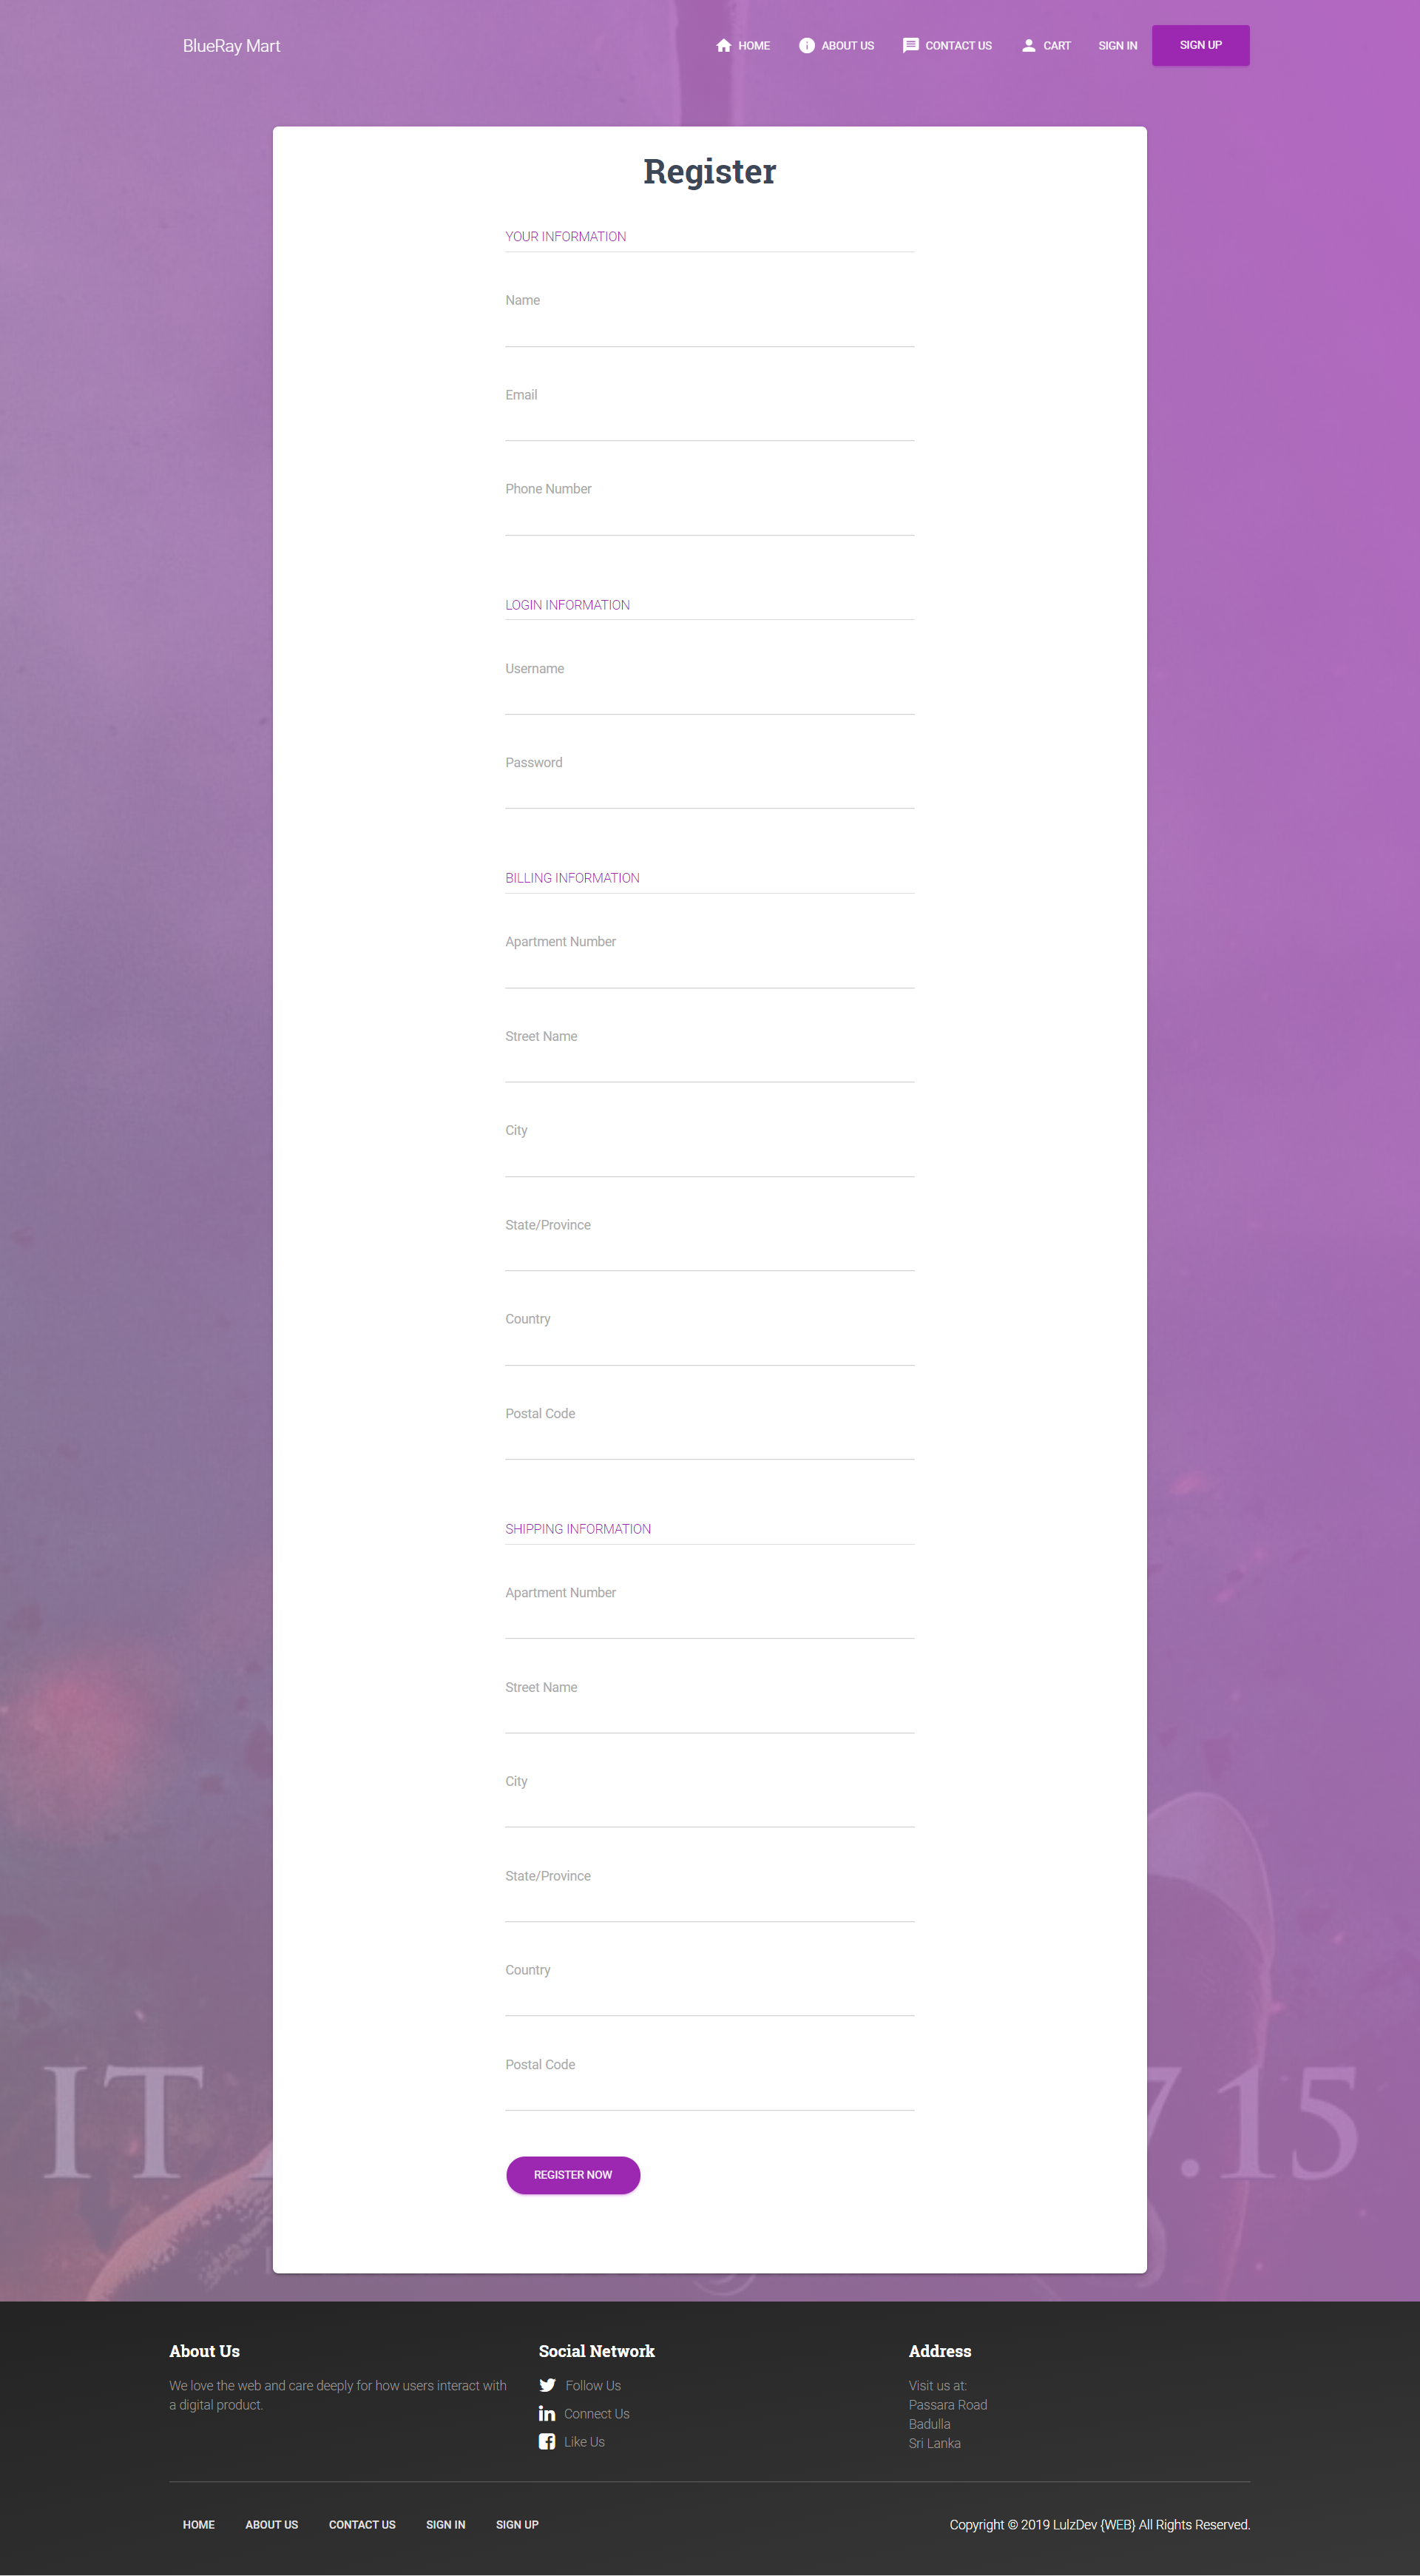 BlueRay Mart
HOME
ABOUT US
CONTACT US
CART
SIGN IN
SIGN UP
Register
YOUR INFORMATION
Name
Email
Phone Number
LOGIN INFORMATION
Username
Password
BILLING INFORMATION
Apartment Number
Street Name
City
State/Province
Country
Postal Code
SHIPPING INFORMATION
Apartment Number
Street Name
City
State/Province
Country
Postal Code
IT
7.15
REGISTER NOW
About Us
We love the web and care deeply for how users interact with
a digital product.
Social Network
Follow Us
Connect Us
Like Us
Address
Visit us at:
Passara Road
Badulla
Sri Lanka
HOME
ABOUT US
CONTACT US
SIGN IN
SIGN UP
Copyright © 2019 LulzDev {WEB} All Rights Reserved.